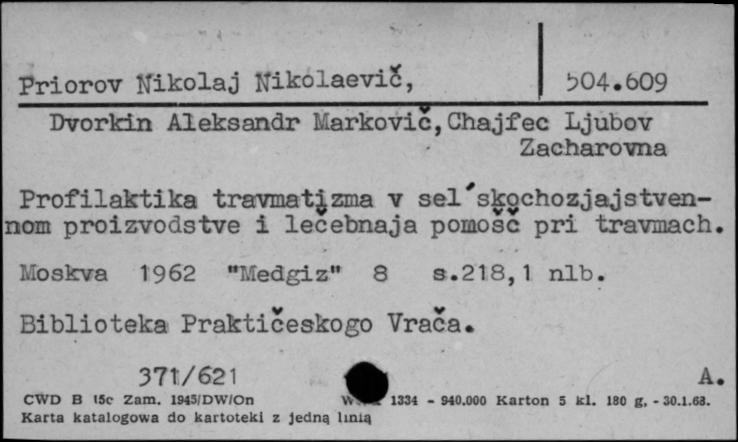 Priorov Nikolaj Nikolaevič, 504.609
Dvorkin Aleksandr Markovič, Chajfec Ljubov
Zacharovna
Profilaktika travmatizma v sel'skochozjajstven-
nom proizvodstve i lečebnaja pomošč pri travmach.
Moskva 1962 "Medgiz" 8 s.218,1 nlb.
Biblioteka Praktičeskogo Vrača.
371/621 A.
CWD B 15c Zam. 1945/DW/On 1334 - 940.000 Karton 5 kl. 180 g, - 30.1.63.
Karta katalogowa do kartoteki z jedną linią